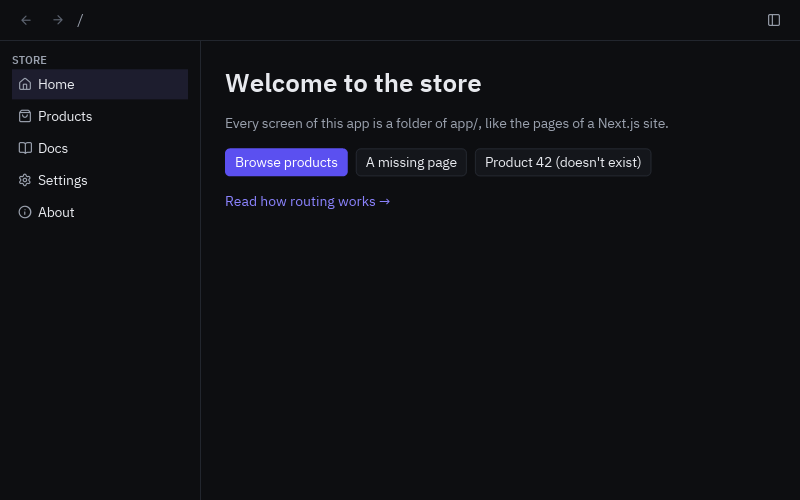 /
STORE
Home
Products
Docs
Settings
About
Welcome to the store
Every screen of this app is a folder of app/, like the pages of a Next.js site.
Browse products
A missing page
Product 42 (doesn't exist)
Read how routing works →